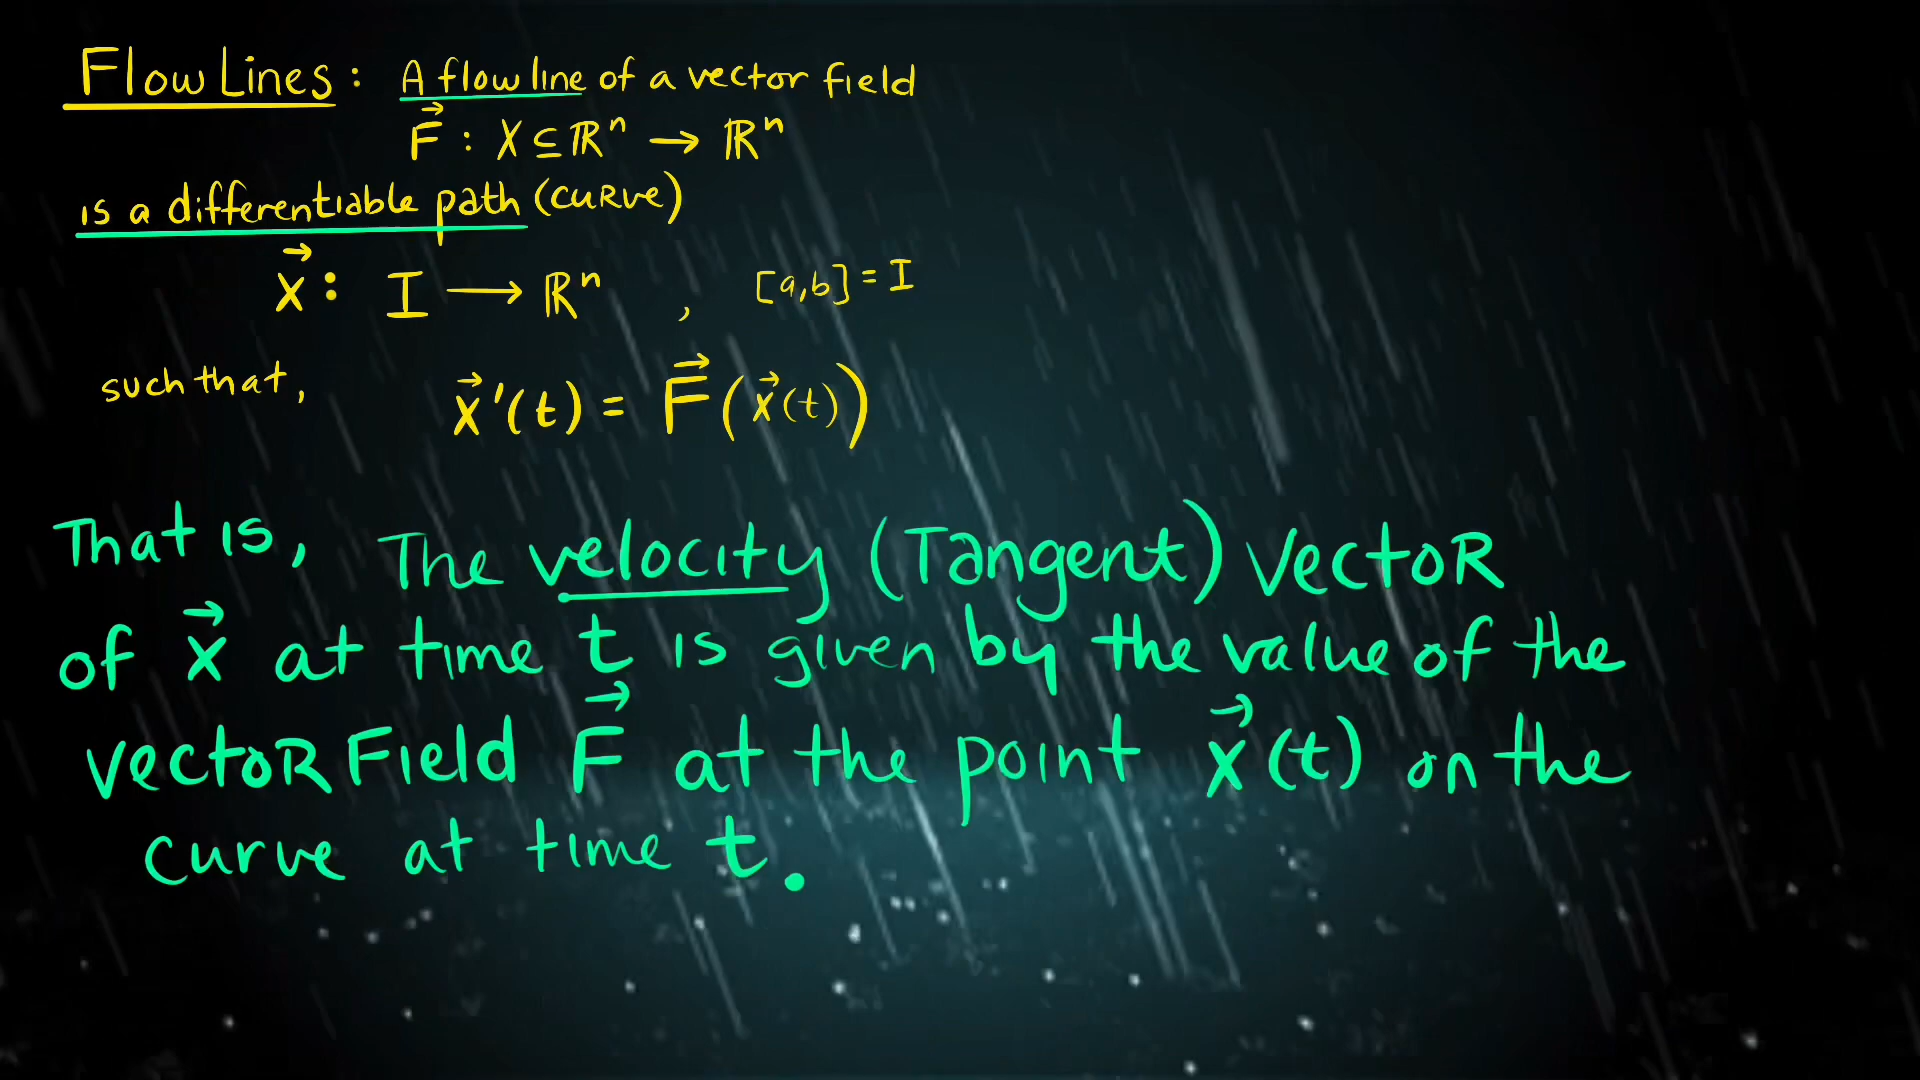 Flow Lines: A flow line of a vector field
F⃗ : X ⊆ ℝⁿ → ℝⁿ
is a differentiable path (curve)
x⃗ : I → ℝⁿ , [a,b] = I
such that, x⃗'(t) = F⃗(x⃗(t))
That is, The velocity (Tangent) vector
of x⃗ at time t is given by the value of the
vector Field F⃗ at the point x⃗(t) on the
curve at time t.